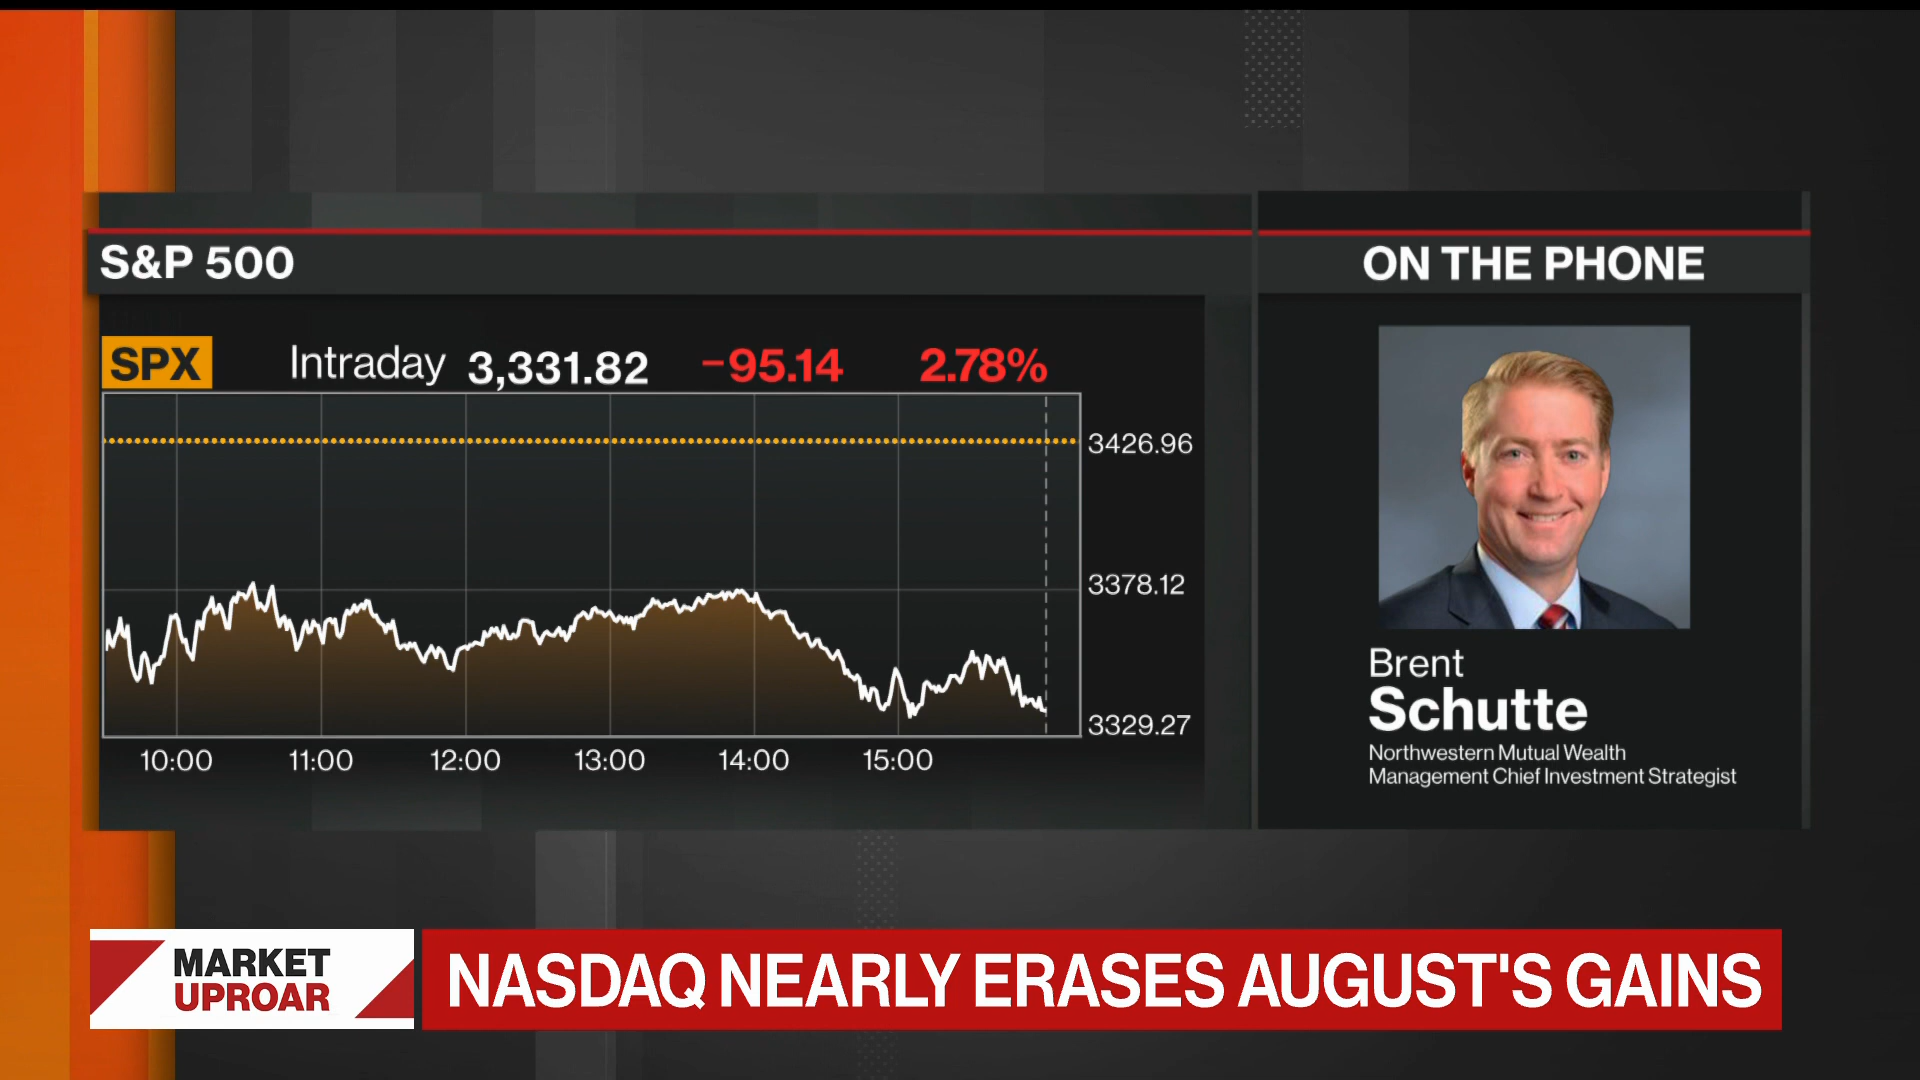 S&P 500
SPX Intraday 3,331.82 -95.14 2.78%
3426.96
3378.12
3329.27
10:00 11:00 12:00 13:00 14:00 15:00
ON THE PHONE
Brent
Schutte
Northwestern Mutual Wealth
Management Chief Investment Strategist
MARKET
UPROAR
NASDAQ NEARLY ERASES AUGUST'S GAINS